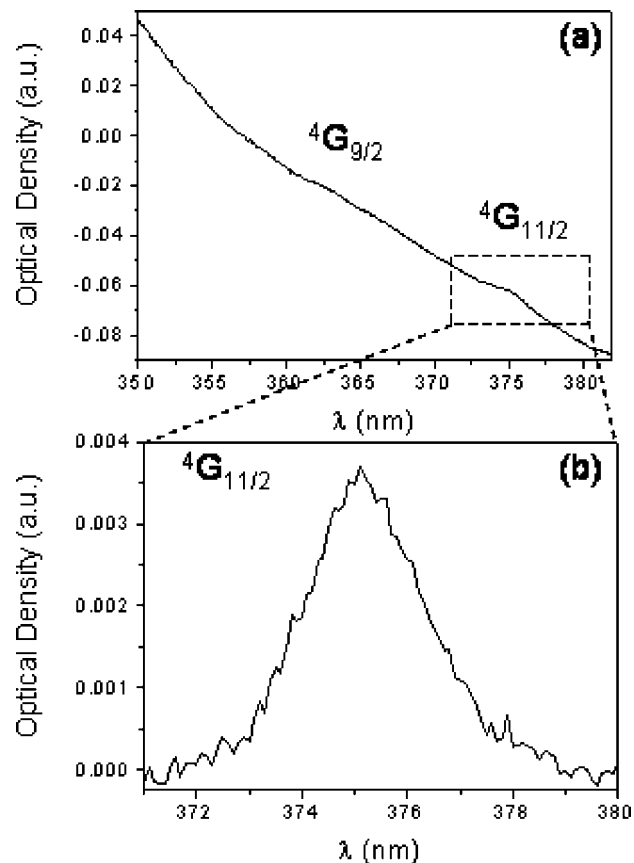 (a)
0.04
0.02
0.00
-0.02
-0.04
-0.06
-0.08
Optical Density (a.u.)
⁴G₉/₂
⁴G₁₁/₂
350 355 360 365 370 375 380
λ (nm)
(b)
⁴G₁₁/₂
0.004
0.003
0.002
0.001
0.000
Optical Density (a.u.)
372 374 376 378 380
λ (nm)